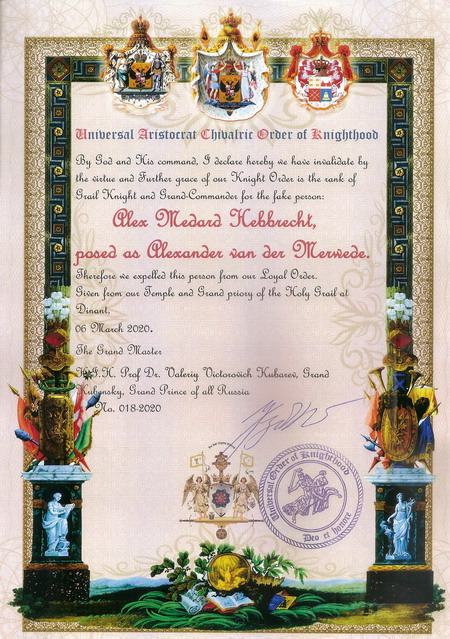 Universal Aristocrat Chivalric Order of Knighthood
By God and His command, I declare hereby we have invalidate by
the virtue and Further grace of our Knight Order is the rank of
Grail Knight and Grand-Commander for the fake person:
Alex Medard Hebbrecht,
posed as Alexander van der Merwede.
Therefore we expelled this person from our Loyal Order.
Given from our Temple and Grand priory of the Holy Grail at
Dinant,
06 March 2020.
The Grand Master
H.I.H. Prof Dr. Valeriy Victorovich Kubarev, Grand
Kubensky, Grand Prince of all Russia
No. 018-2020
Universal Order of Knighthood
Deo et honore